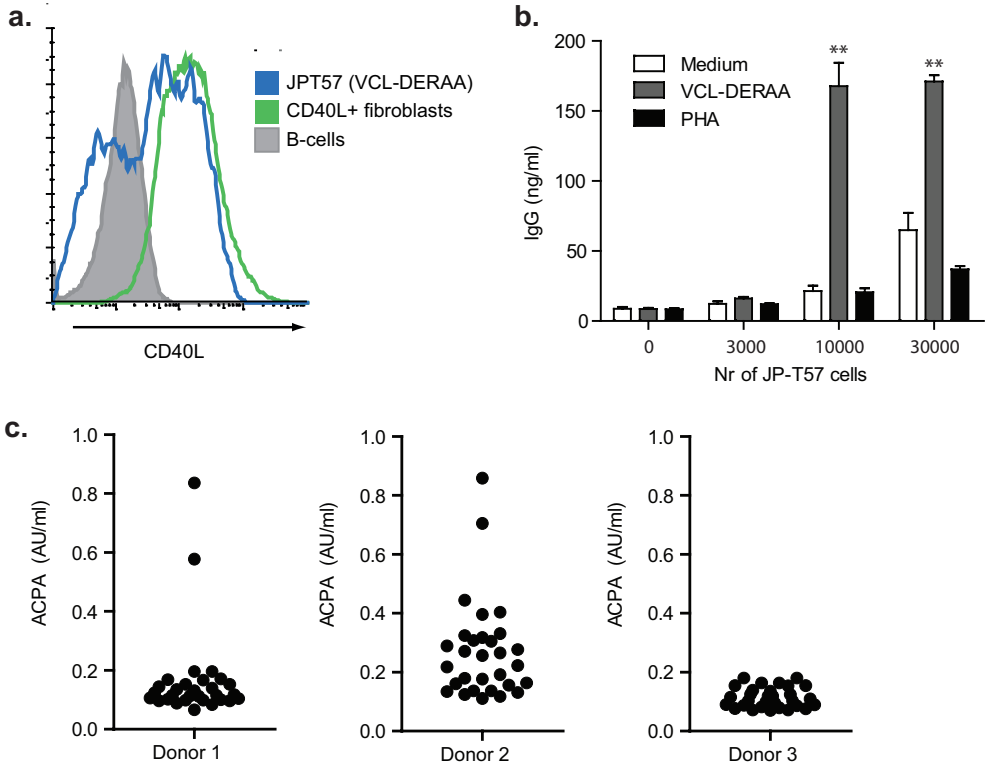 a.
JPT57 (VCL-DERAA)
CD40L+ fibroblasts
B-cells
CD40L
b.
200
150
100
50
0
IgG (ng/ml)
Medium
VCL-DERAA
PHA
**
**
0 3000 10000 30000
Nr of JP-T57 cells
c.
1.0
0.8
0.6
0.4
0.2
0.0
ACPA (AU/ml)
Donor 1
1.0
0.8
0.6
0.4
0.2
0.0
ACPA (AU/ml)
Donor 2
1.0
0.8
0.6
0.4
0.2
0.0
ACPA (AU/ml)
Donor 3